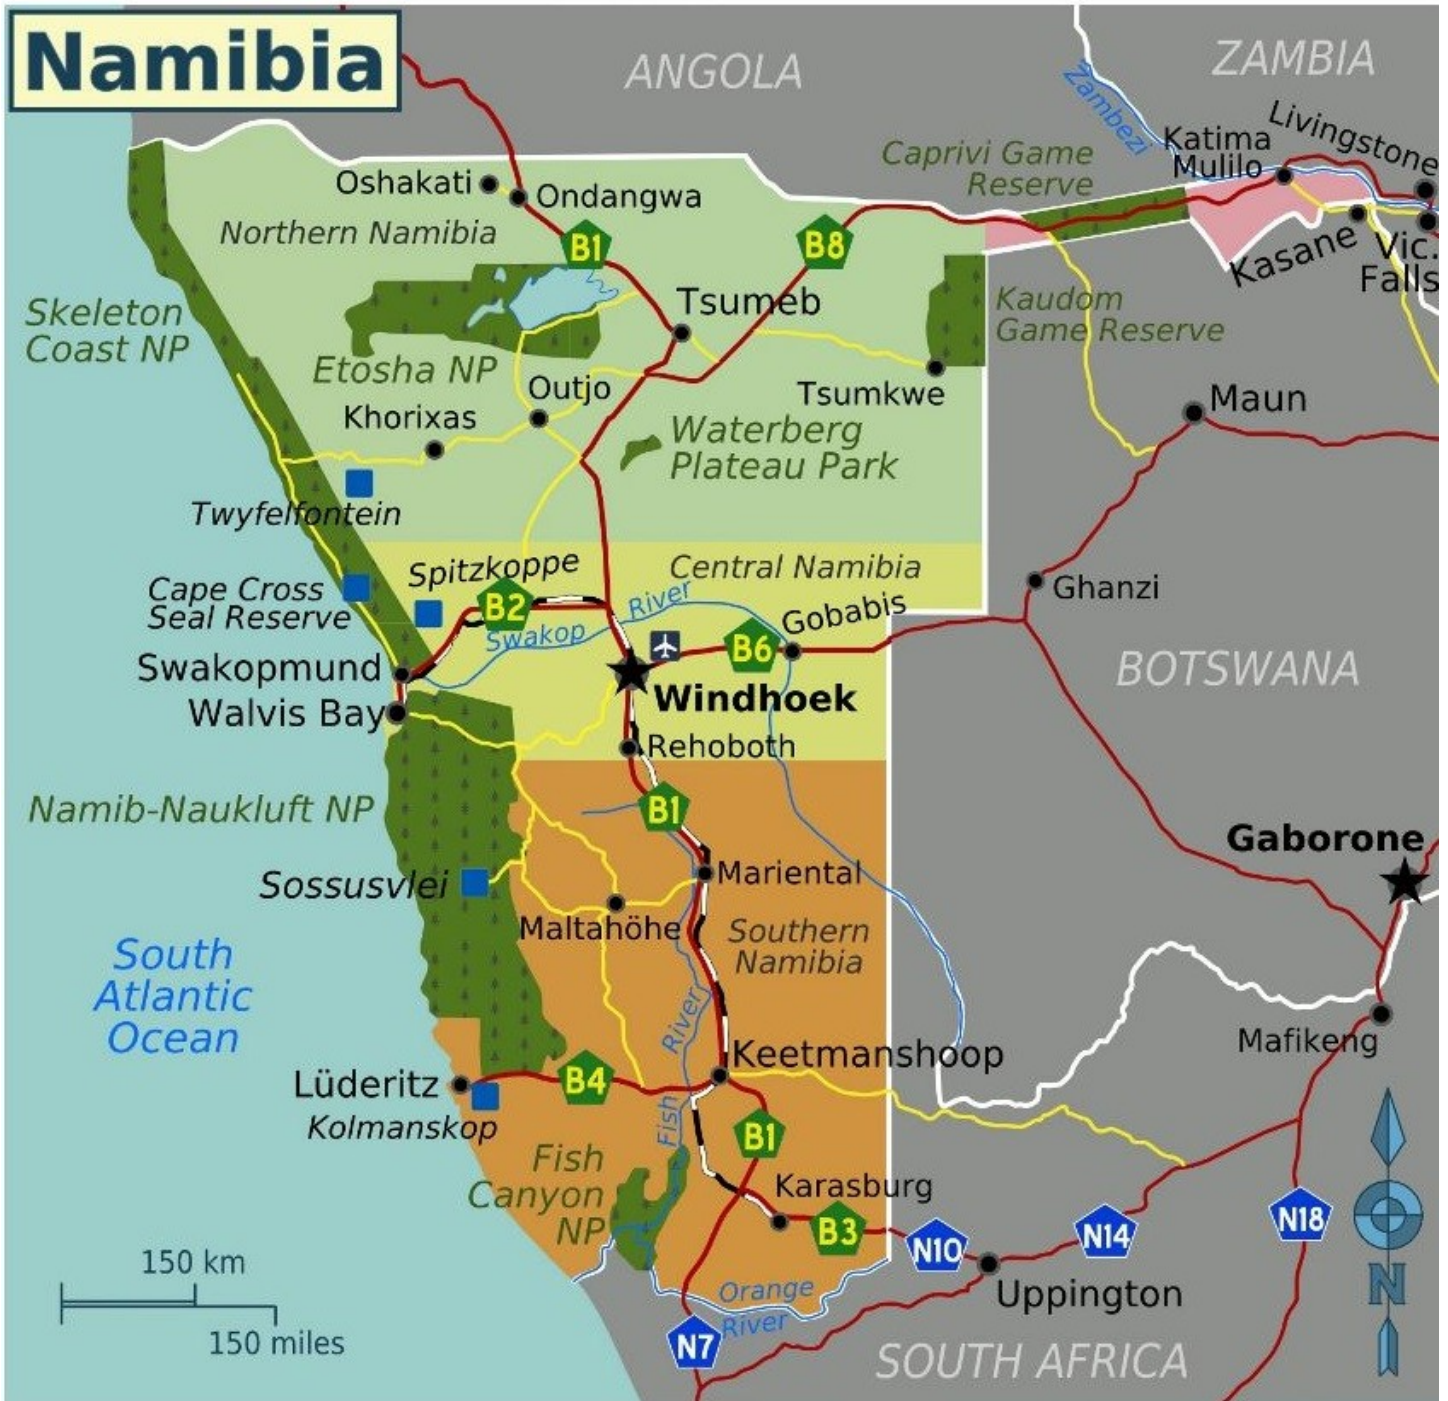 Namibia
ANGOLA
ZAMBIA
Zambezi
Katima
Mulilo
Livingstone
Caprivi Game
Reserve
Oshakati
Ondangwa
Northern Namibia
B1
B8
Kasane
Vic.
Falls
Skeleton
Coast NP
Tsumeb
Kaudom
Game Reserve
Etosha NP
Outjo
Tsumkwe
Khorixas
Maun
Waterberg
Plateau Park
Twyfelfontein
Spitzkoppe
Central Namibia
Cape Cross
Seal Reserve
B2
River
Swakop
Gobabis
Ghanzi
B6
Swakopmund
Walvis Bay
Windhoek
BOTSWANA
Rehoboth
Namib-Naukluft NP
B1
Gaborone
Sossusvlei
Mariental
Maltahöhe
Southern
Namibia
South
Atlantic
Ocean
River
Fish
Mafikeng
Keetmanshoop
Lüderitz
B4
Kolmanskop
B1
Fish
Canyon
NP
Karasburg
B3
N10
N14
N18
150 km
150 miles
Orange
River
Uppington
N7
SOUTH AFRICA
N